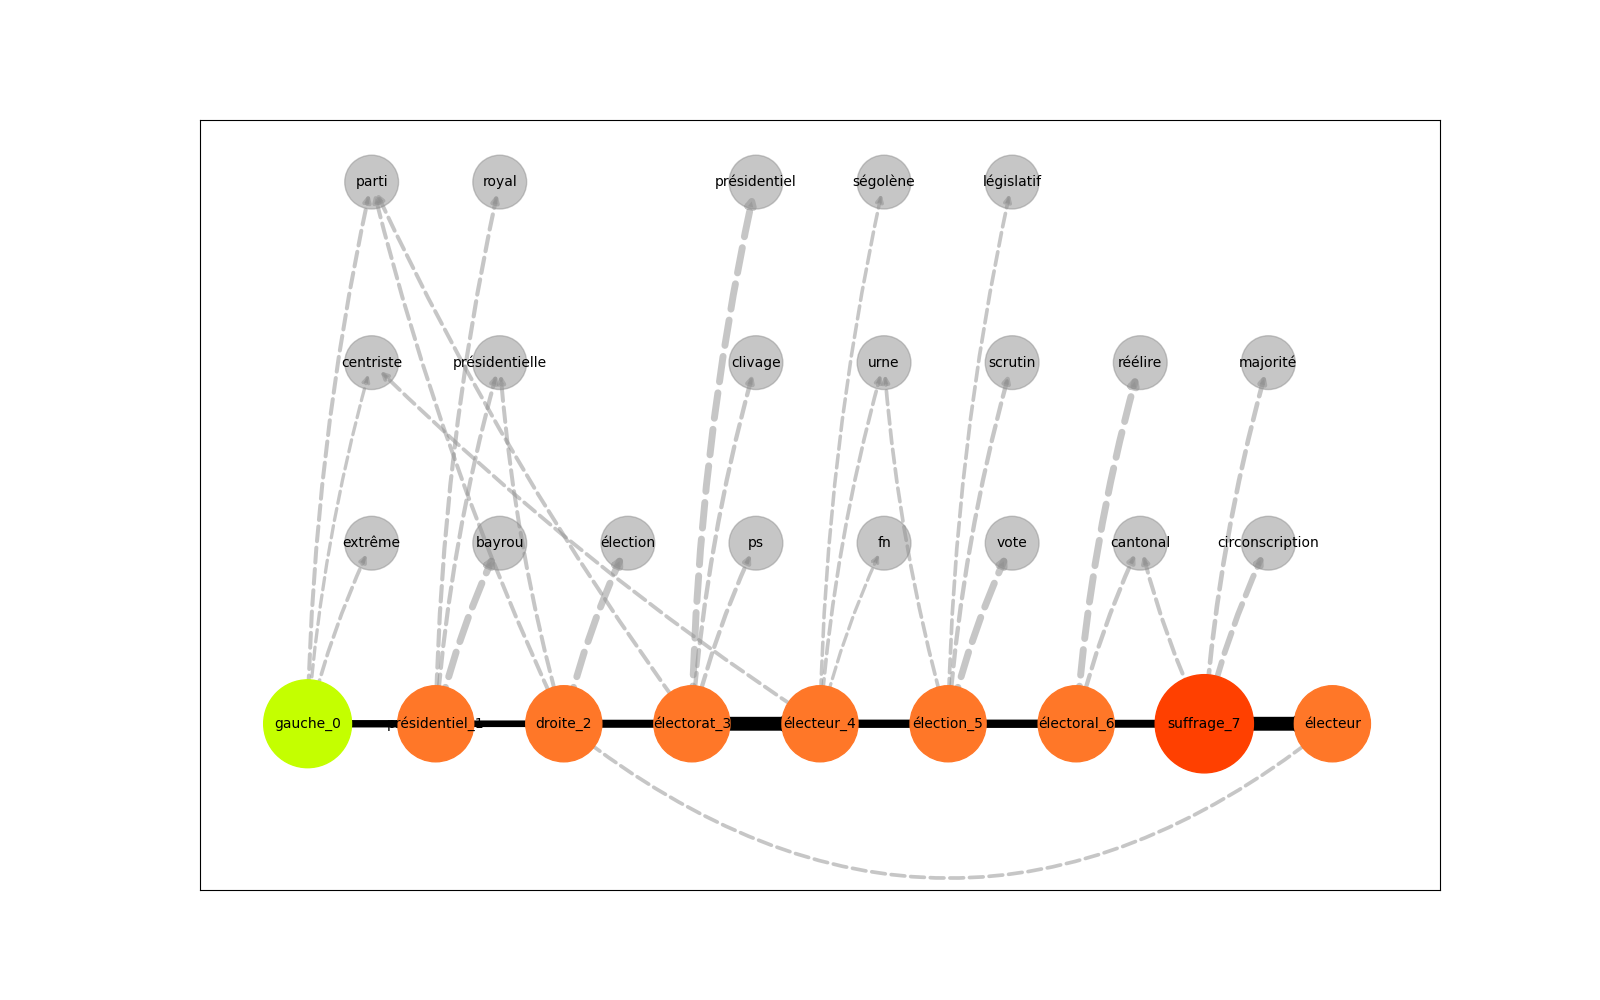 parti royal présidentiel ségolène législatif
centriste présidentielle clivage urne scrutin réélire majorité
extrême bayrou élection ps fn vote cantonal circonscription
gauche_0 présidentiel_1 droite_2 électorat_3 électeur_4 élection_5 électoral_6 suffrage_7 électeur